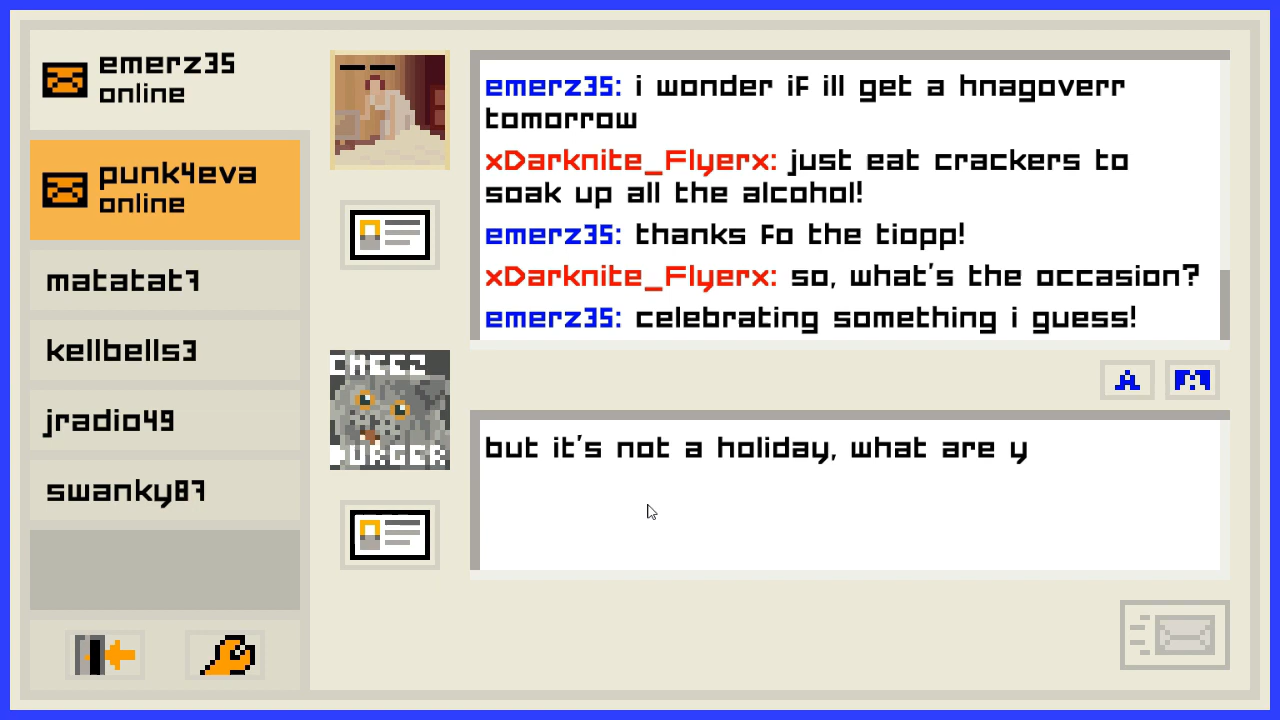 emerz35
online
punk4eva
online
matatat7
kellbells3
jradio49
swanky87
emerz35: i wonder if ill get a hnagoverr
tomorrow
xDarknite_Flyerx: just eat crackers to
soak up all the alcohol!
emerz35: thanks fo the tiopp!
xDarknite_Flyerx: so, what's the occasion?
emerz35: celebrating something i guess!
CHEEZ
BURGER
A
but it's not a holiday, what are y